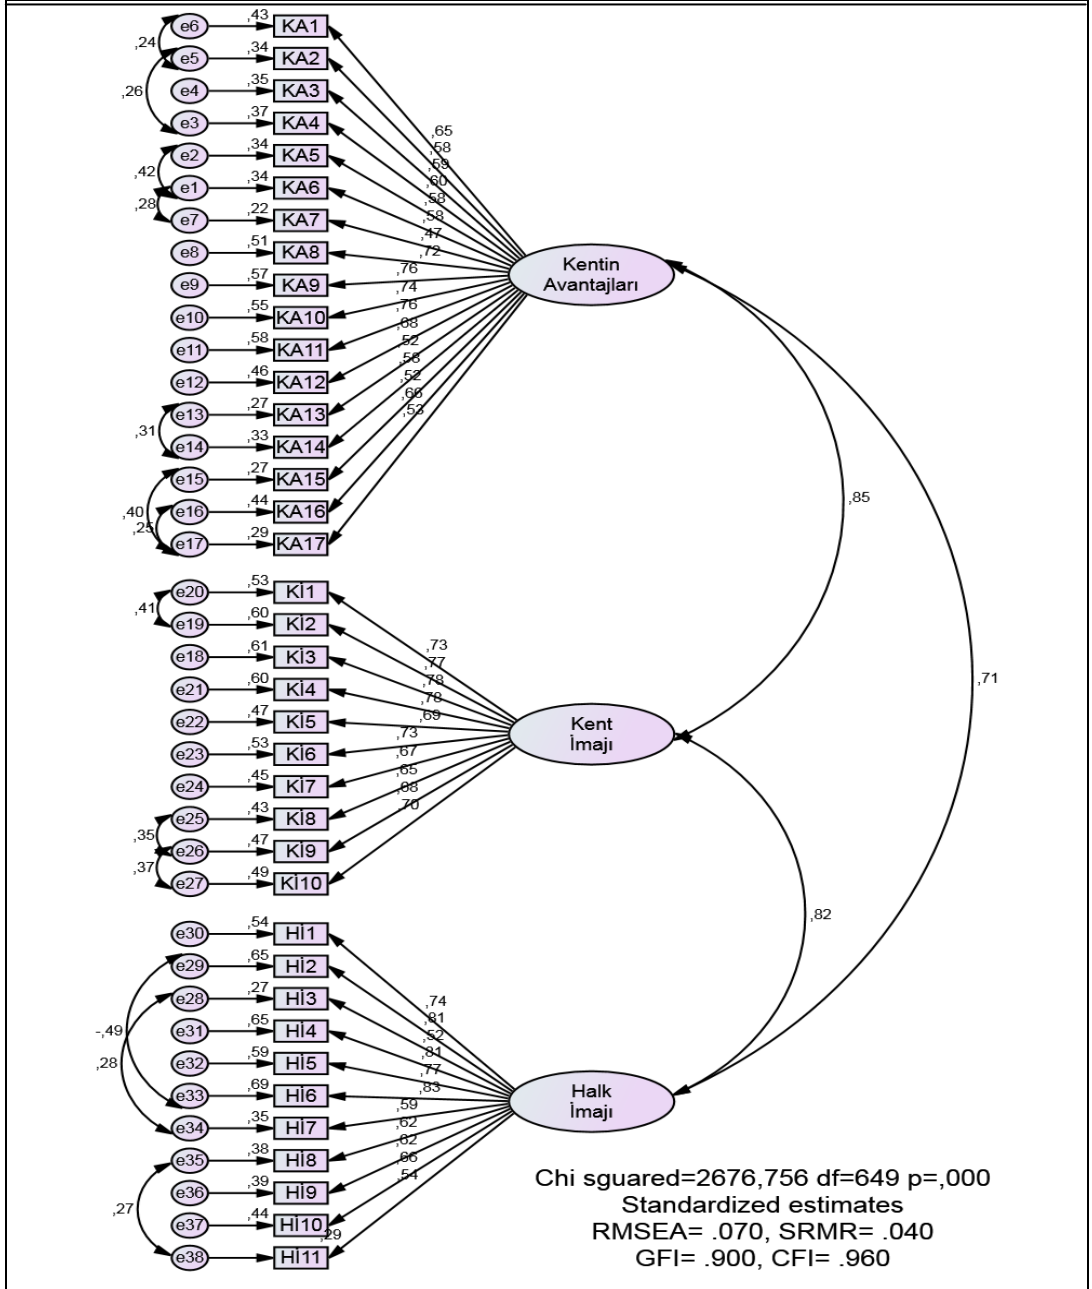 e6 ,43 KA1
,24
e5 ,34 KA2
,26
e4 ,35 KA3
e3 ,37 KA4
e2 ,34 KA5
,42
e1 ,34 KA6
,28
e7 ,22 KA7
e8 ,51 KA8
e9 ,57 KA9
e10 ,55 KA10
e11 ,58 KA11
e12 ,46 KA12
e13 ,27 KA13
,31
e14 ,33 KA14
e15 ,27 KA15
,40
e16 ,44 KA16
,25
e17 ,29 KA17
,65
,58
,59
,60
,58
,58
,47
,72
,76
,74
,76
,68
,52
,58
,52
,66
,53
Kentin
Avantajları
,85
,71
e20 ,53 Kİ1
,41
e19 ,60 Kİ2
e18 ,61 Kİ3
e21 ,60 Kİ4
e22 ,47 Kİ5
e23 ,53 Kİ6
e24 ,45 Kİ7
e25 ,43 Kİ8
,35
e26 ,47 Kİ9
,37
e27 ,49 Kİ10
,73
,77
,78
,78
,69
,73
,67
,65
,68
,70
Kent
İmajı
,82
e30 ,54 Hİ1
e29 ,65 Hİ2
e28 ,27 Hİ3
-,49
e31 ,65 Hİ4
,28
e32 ,59 Hİ5
e33 ,69 Hİ6
e34 ,35 Hİ7
e35 ,38 Hİ8
e36 ,39 Hİ9
,27
e37 ,44 Hİ10
e38 ,29 Hİ11
,74
,81
,52
,81
,77
,83
,59
,62
,62
,66
,54
Halk
İmajı
Chi sguared=2676,756 df=649 p=,000
Standardized estimates
RMSEA= .070, SRMR= .040
GFI= .900, CFI= .960